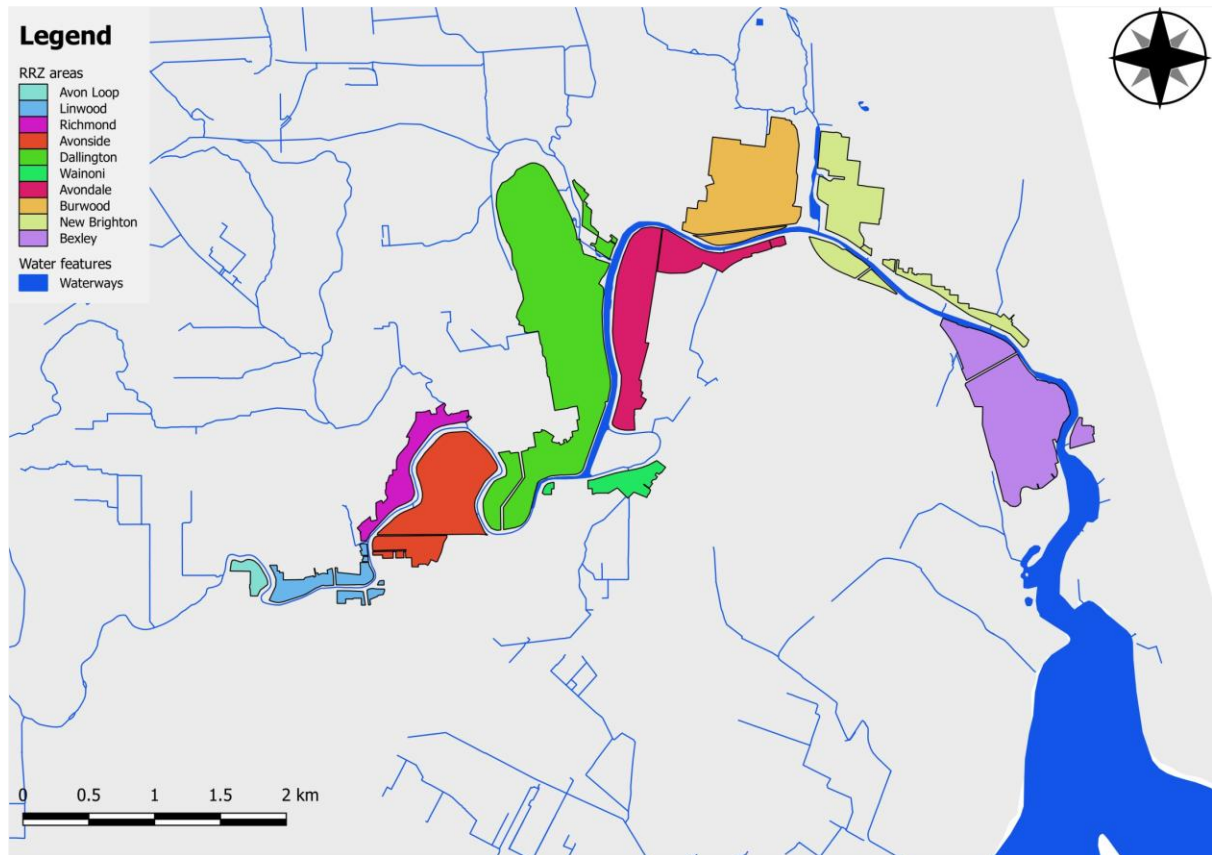 Legend
RRZ areas
Avon Loop
Linwood
Richmond
Avonside
Dallington
Wainoni
Avondale
Burwood
New Brighton
Bexley
Water features
Waterways
0 0.5 1 1.5 2 km